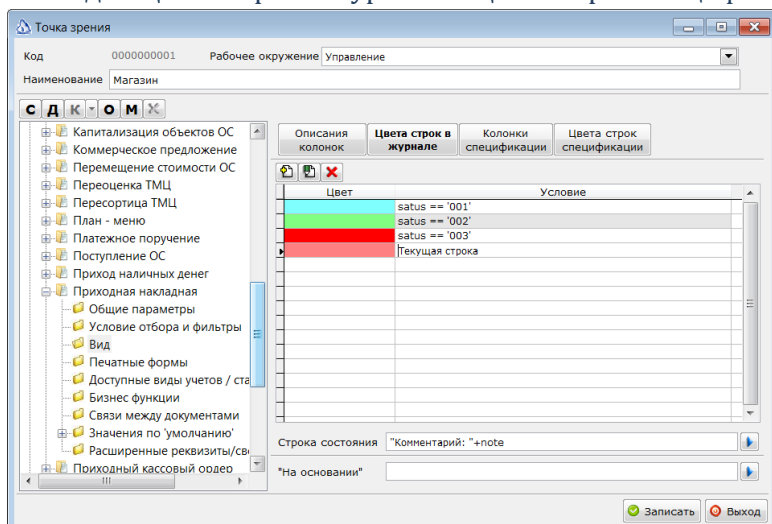 Точка зрения
Код 0000000001 Рабочее окружение Управление
Наименование Магазин
С Д К О М
Капитализация объектов ОС
Коммерческое предложение
Перемещение стоимости ОС
Переоценка ТМЦ
Пересортица ТМЦ
План - меню
Платежное поручение
Поступление ОС
Приход наличных денег
Приходная накладная
Общие параметры
Условие отбора и фильтры
Вид
Печатные формы
Доступные виды учетов / ста
Бизнес функции
Связи между документами
Значения по 'умолчанию'
Расширенные реквизиты/сво
Приходный кассовый ордер
Описания колонок
Цвета строк в журнале
Колонки спецификации
Цвета строк спецификации
Цвет Условие
satus == '001'
satus == '002'
satus == '003'
Текущая строка
Строка состояния "Комментарий: "+note
"На основании"
Записать Выход